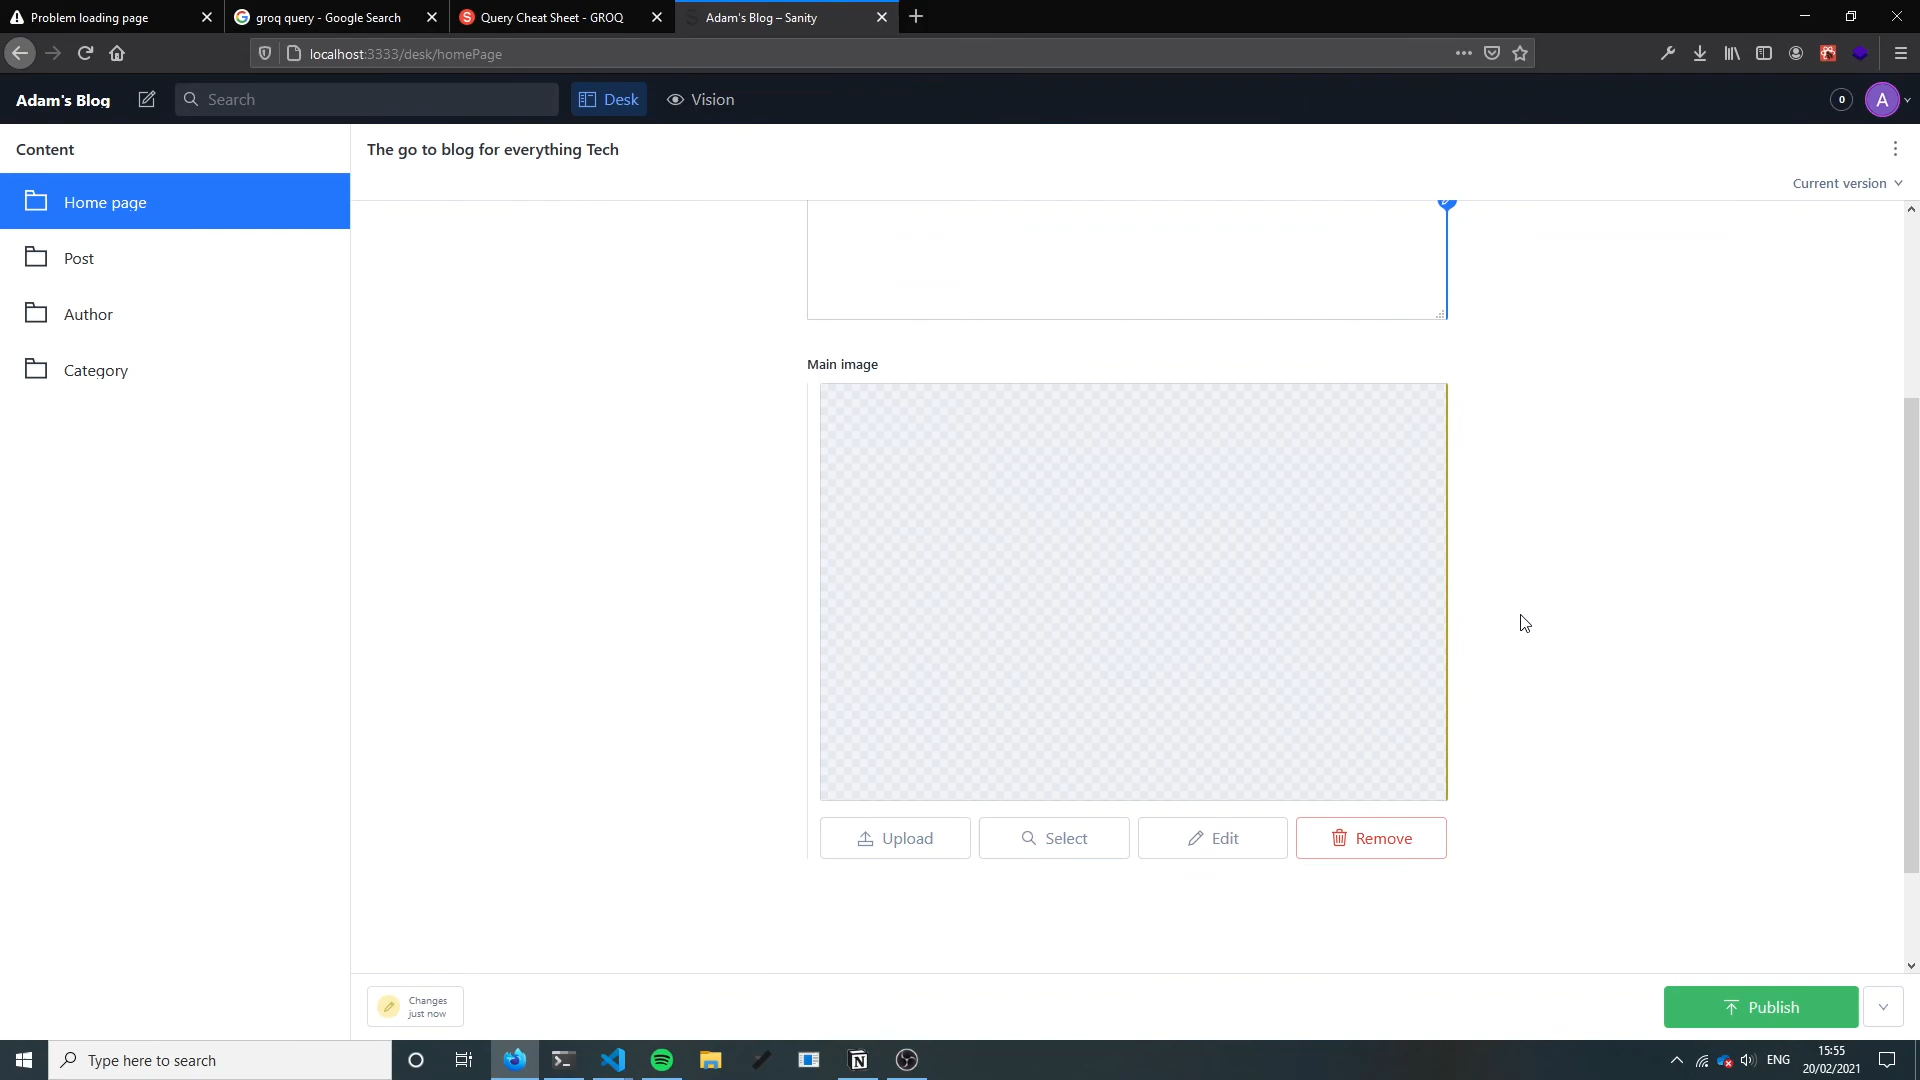 Problem loading page
groq query - Google Search
Query Cheat Sheet - GROQ
Adam's Blog – Sanity
localhost:3333/desk/homePage
Adam's Blog
Search
Desk
Vision
0
A
Content
The go to blog for everything Tech
Current version
Home page
Post
Author
Category
Main image
Upload
Select
Edit
Remove
Changes
just now
Publish
Type here to search
ENG
15:55
20/02/2021